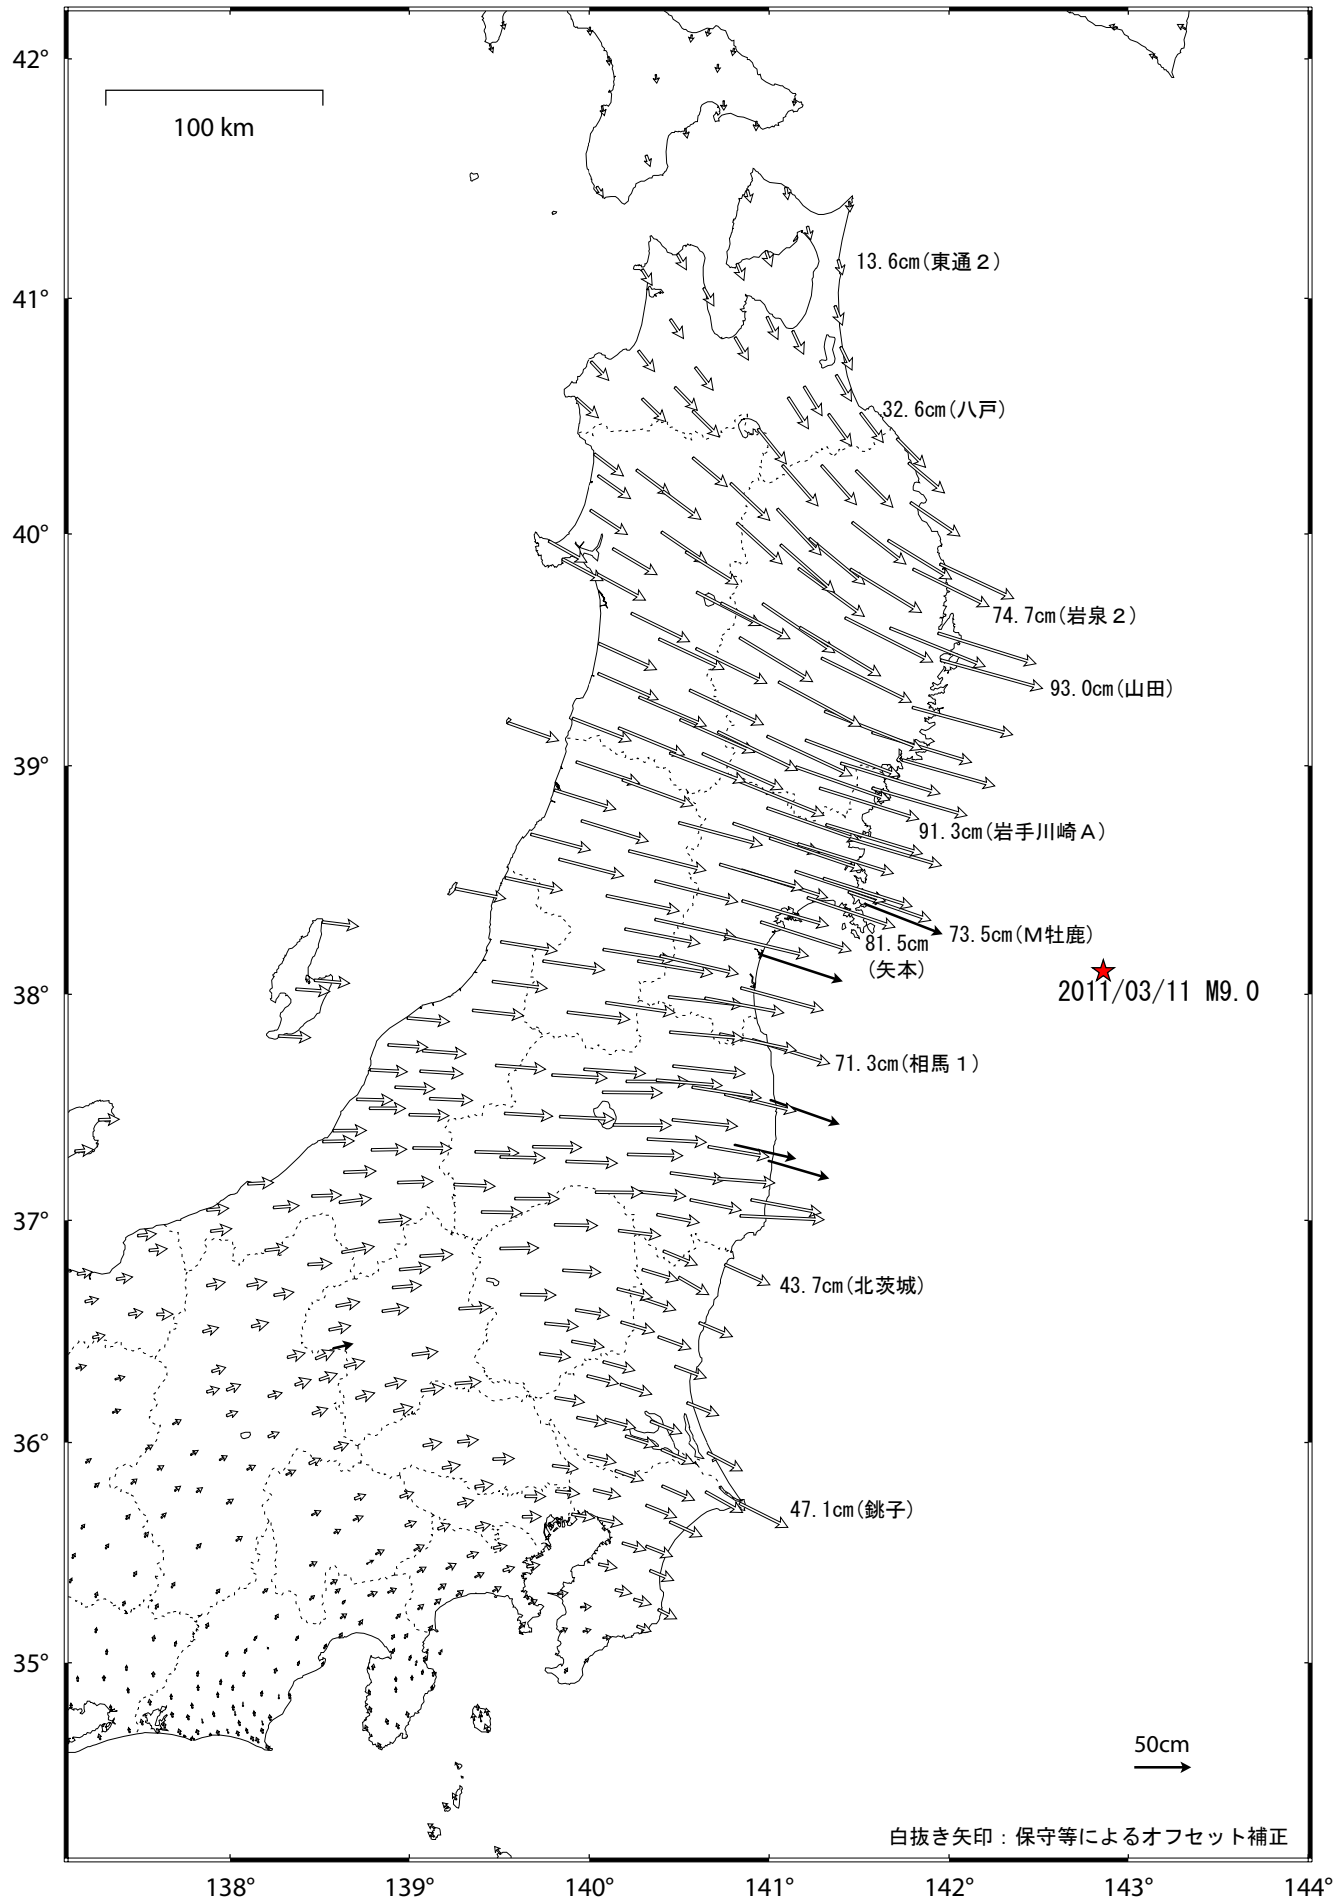 42°
100 km
13.6cm(東通2)
41°
32.6cm(八戸)
40°
74.7cm(岩泉2)
93.0cm(山田)
39°
91.3cm(岩手川崎A)
73.5cm(M牡鹿)
81.5cm
(矢本)
38°
2011/03/11 M9.0
71.3cm(相馬1)
37°
43.7cm(北茨城)
36°
47.1cm(銚子)
35°
50cm
白抜き矢印：保守等によるオフセット補正
138° 139° 140° 141° 142° 143° 144°